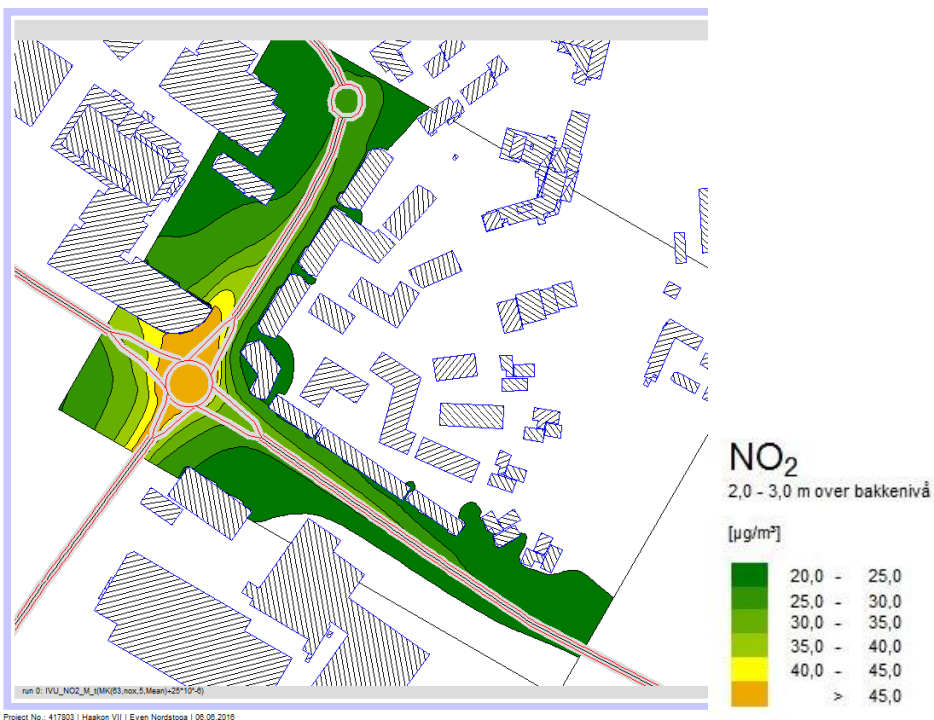 NO₂
2,0 - 3,0 m over bakkenivå
[µg/m³]
20,0 - 25,0
25,0 - 30,0
30,0 - 35,0
35,0 - 40,0
40,0 - 45,0
> 45,0
run 0: IVU_NO2_M_t(MK(63,nox,5,Mean)+25*10^-6)
Project No.: 417803 | Haakon VII | Even Nordstoga | 06.06.2016